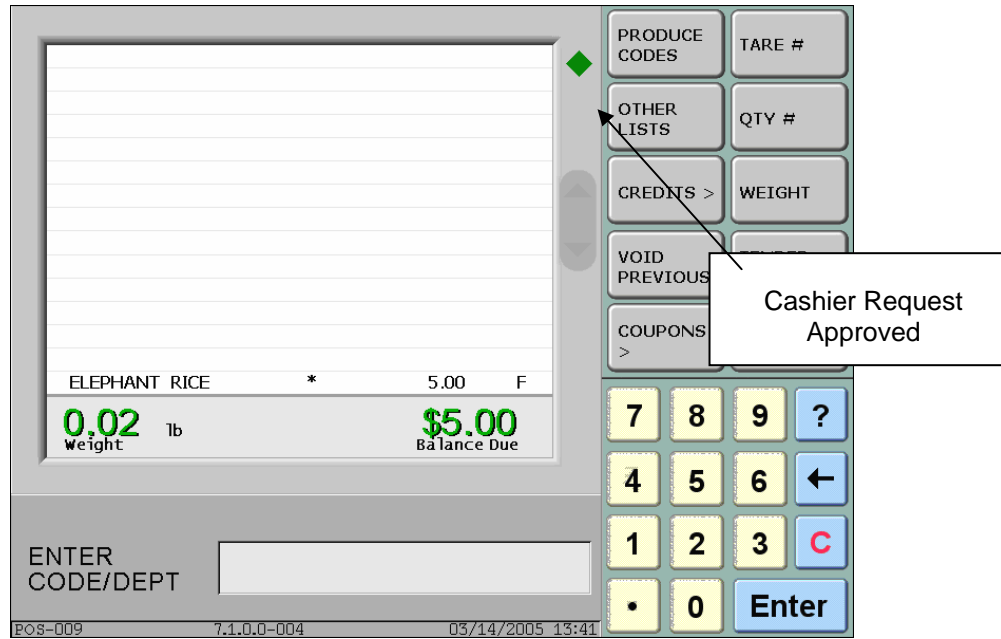 PRODUCE
CODES
TARE #
OTHER
LISTS
QTY #
CREDITS >
WEIGHT
VOID
PREVIOUS
Cashier Request
Approved
COUPONS
>
ELEPHANT RICE * 5.00 F
0.02 lb $5.00
Weight Balance Due
7 8 9 ?
4 5 6 ←
1 2 3 C
ENTER
CODE/DEPT
. 0 Enter
POS-009 7.1.0.0-004 03/14/2005 13:41